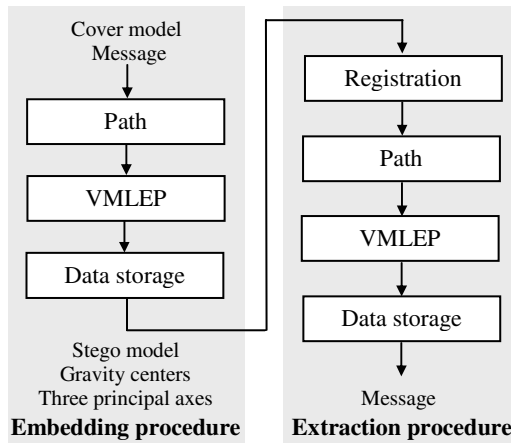 Cover model
Message
Path
VMLEP
Data storage
Stego model
Gravity centers
Three principal axes
Embedding procedure
Registration
Path
VMLEP
Data storage
Message
Extraction procedure